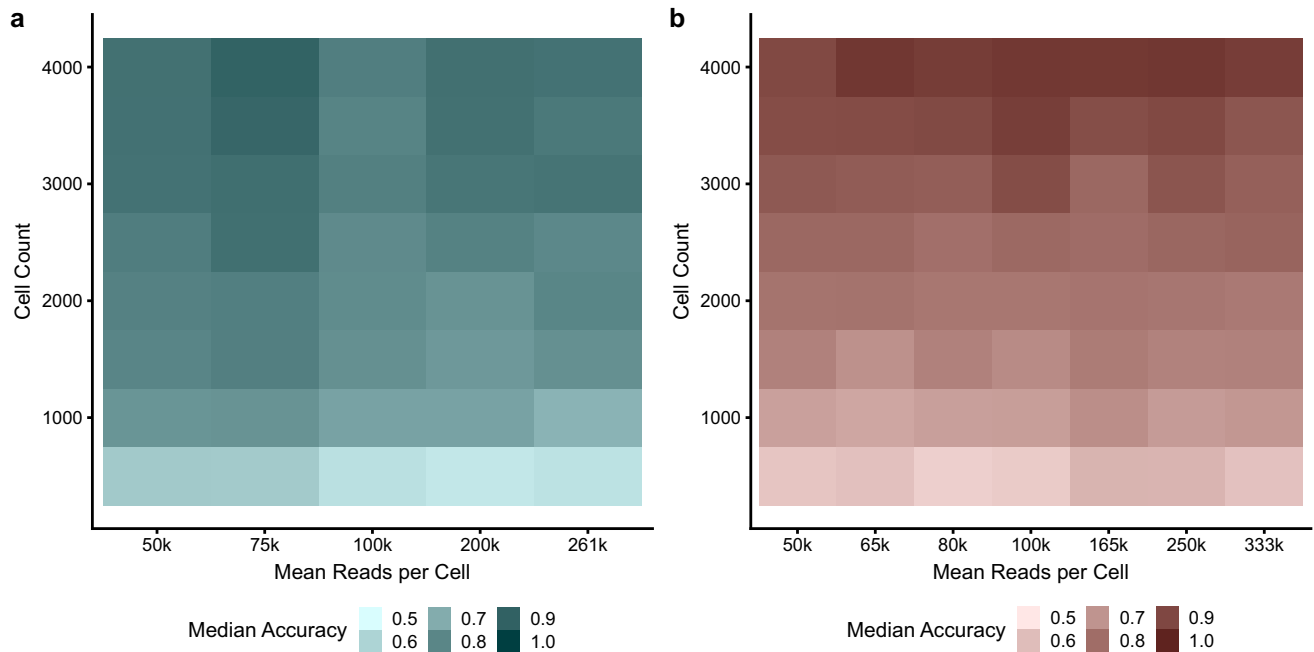 a
4000
3000
2000
1000
Cell Count
50k 75k 100k 200k 261k
Mean Reads per Cell
Median Accuracy
0.5 0.7 0.9
0.6 0.8 1.0
b
4000
3000
2000
1000
Cell Count
50k 65k 80k 100k 165k 250k 333k
Mean Reads per Cell
Median Accuracy
0.5 0.7 0.9
0.6 0.8 1.0